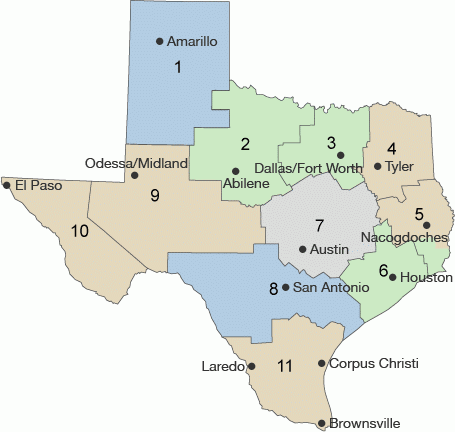 Amarillo
1
2
3
4
Odessa/Midland
Dallas/Fort Worth
Tyler
El Paso
Abilene
9
5
7
10
Nacogdoches
Austin
6
Houston
8
San Antonio
Laredo
11
Corpus Christi
Brownsville